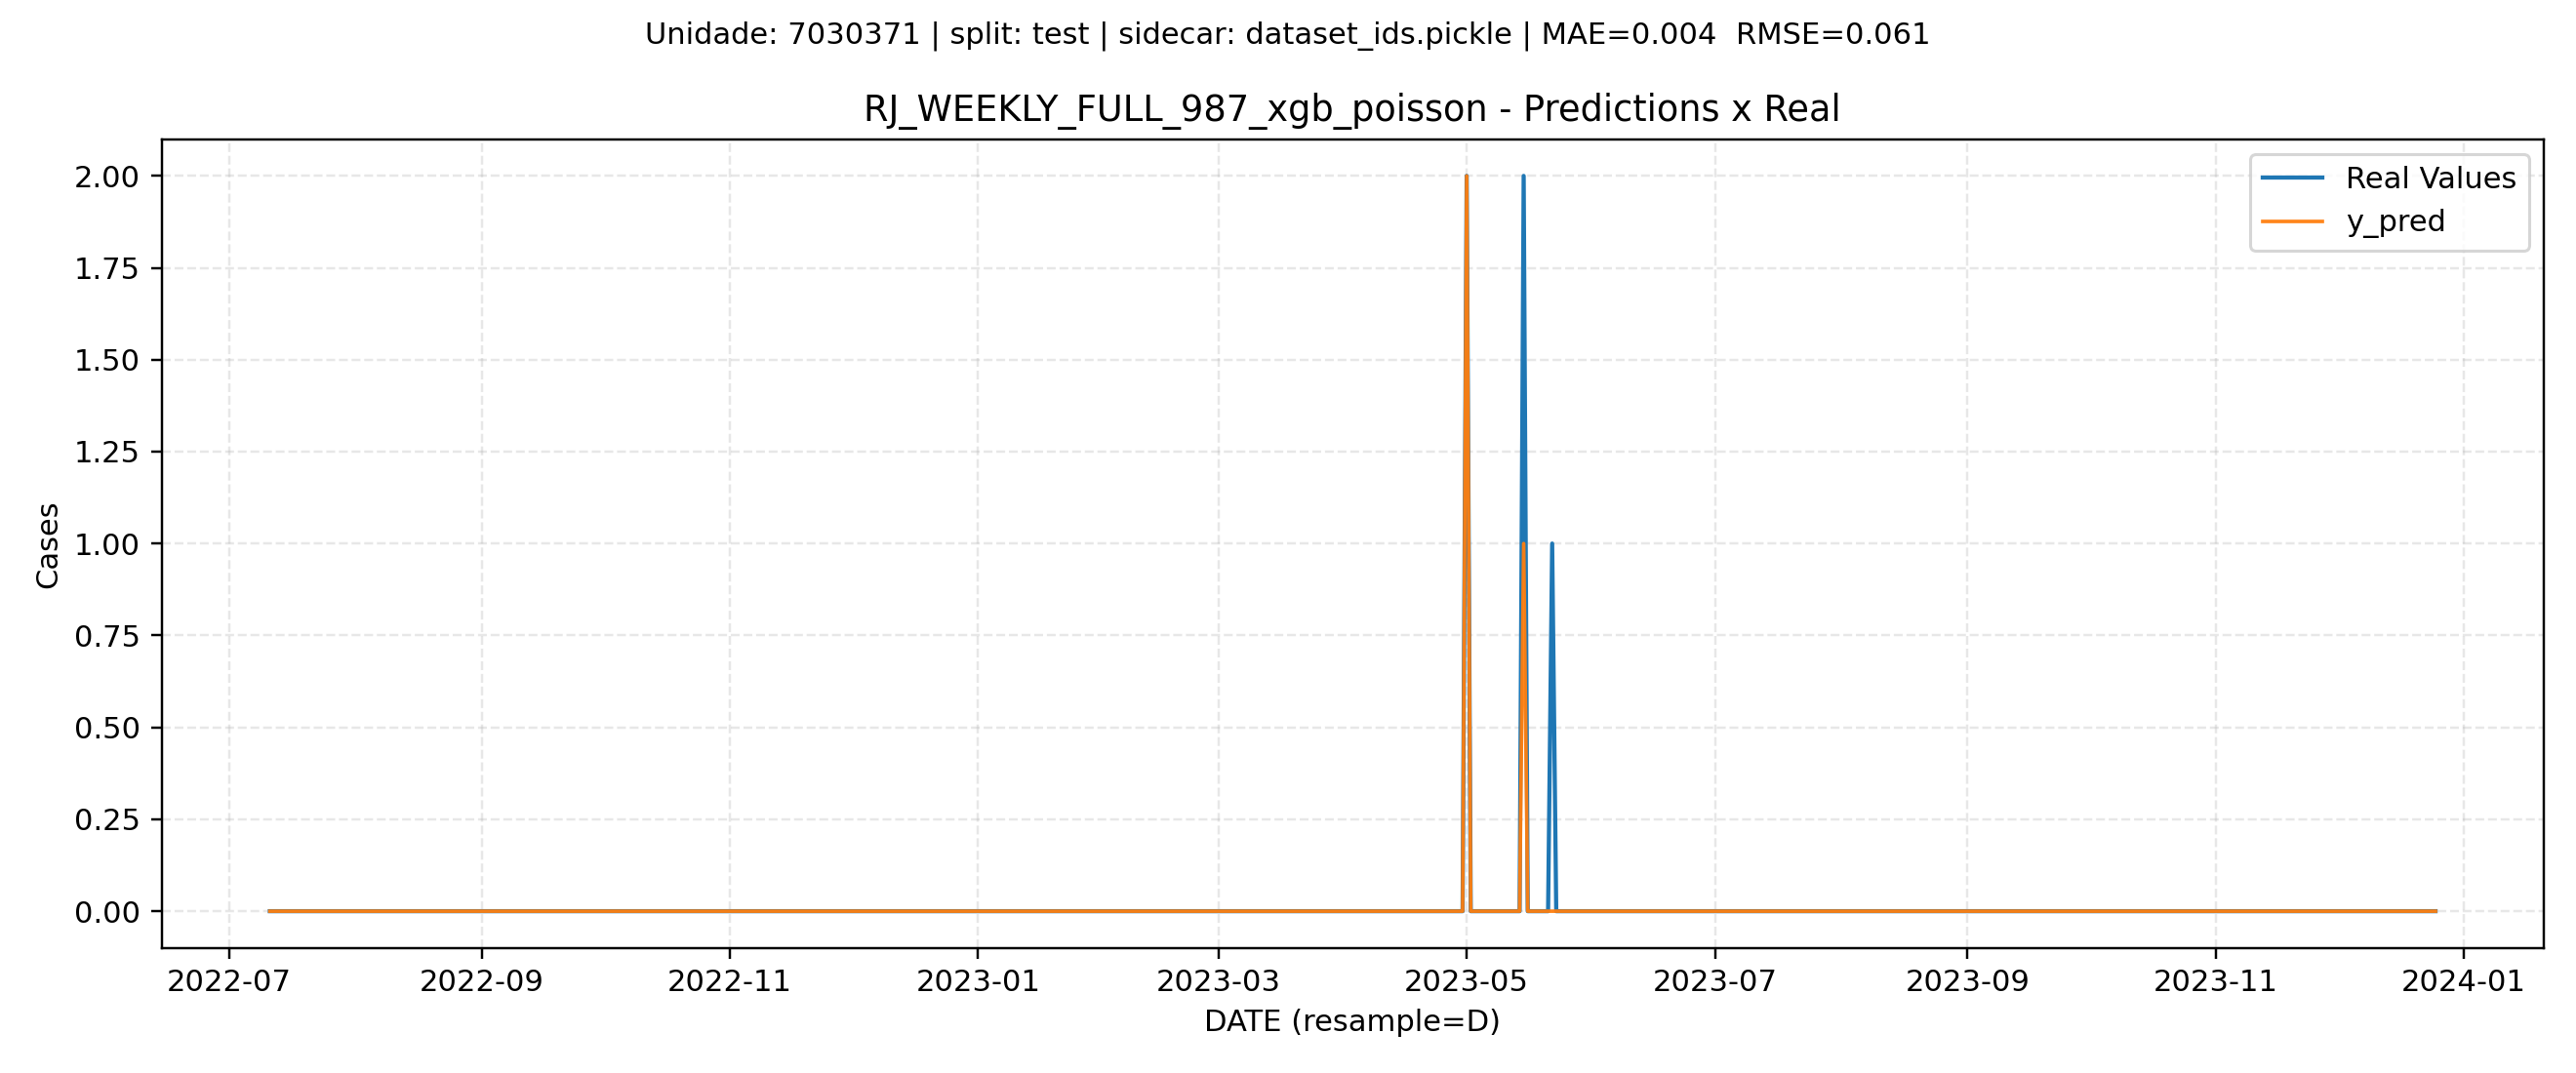 Unidade: 7030371 | split: test | sidecar: dataset_ids.pickle | MAE=0.004  RMSE=0.061
RJ_WEEKLY_FULL_987_xgb_poisson - Predictions x Real
Real Values
y_pred
2.00
1.75
1.50
1.25
1.00
0.75
0.50
0.25
0.00
Cases
2022-07 2022-09 2022-11 2023-01 2023-03 2023-05 2023-07 2023-09 2023-11 2024-01
DATE (resample=D)